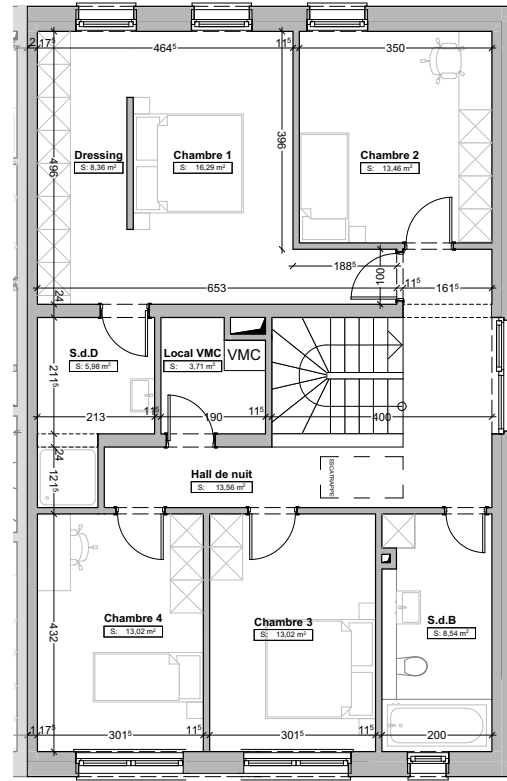 2
17⁵
464⁵
11⁵
350
496
396
Dressing
S: 8,36 m²
Chambre 1
S: 16,29 m²
Chambre 2
S: 13,46 m²
188⁵
100
653
11⁵
161⁵
24
S.d.D
S: 5,98 m²
Local VMC
S: 3,71 m²
VMC
211⁵
213
11⁵
190
11⁵
400
24
121⁵
Hall de nuit
S: 13,56 m²
ESCATRAPPE
Chambre 4
S: 13,02 m²
Chambre 3
S: 13,02 m²
S.d.B
S: 8,54 m²
432
17⁵
301⁵
11⁵
301⁵
11⁵
200